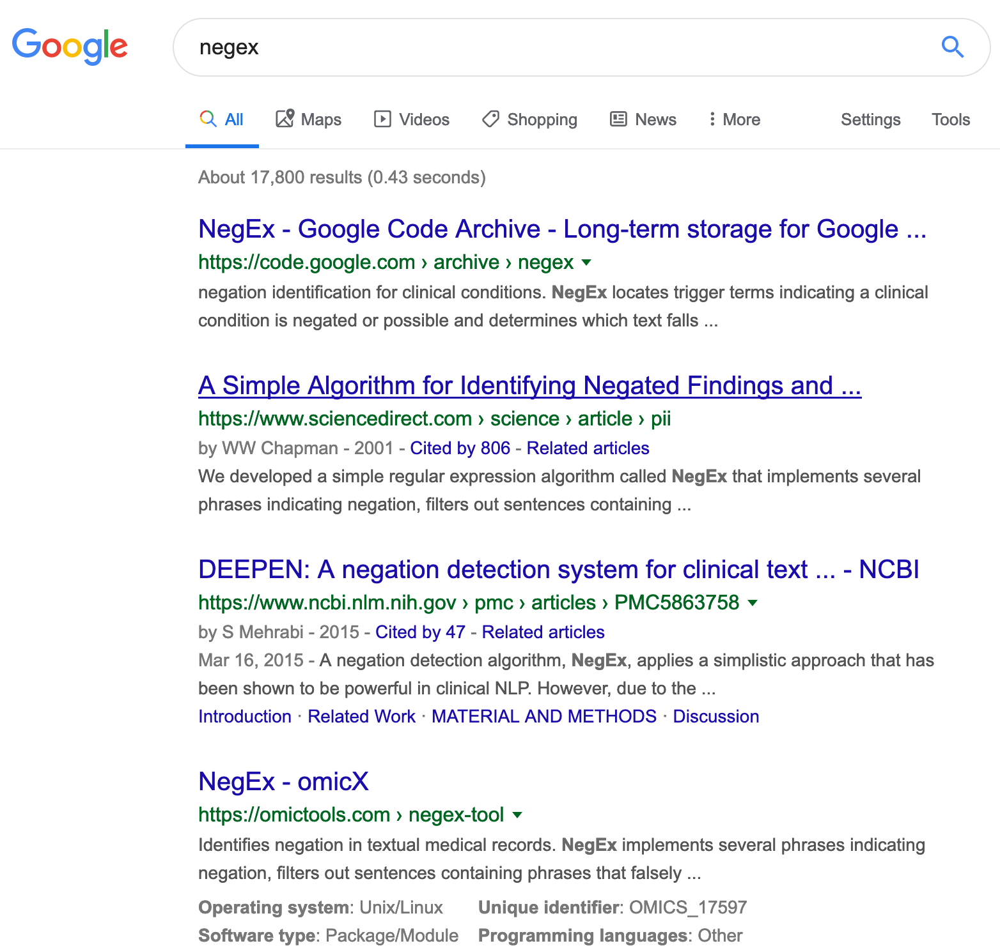 Google
negex
All Maps Videos Shopping News More Settings Tools
About 17,800 results (0.43 seconds)
NegEx - Google Code Archive - Long-term storage for Google ...
https://code.google.com › archive › negex
negation identification for clinical conditions. NegEx locates trigger terms indicating a clinical
condition is negated or possible and determines which text falls ...
A Simple Algorithm for Identifying Negated Findings and ...
https://www.sciencedirect.com › science › article › pii
by WW Chapman - 2001 - Cited by 806 - Related articles
We developed a simple regular expression algorithm called NegEx that implements several
phrases indicating negation, filters out sentences containing ...
DEEPEN: A negation detection system for clinical text ... - NCBI
https://www.ncbi.nlm.nih.gov › pmc › articles › PMC5863758
by S Mehrabi - 2015 - Cited by 47 - Related articles
Mar 16, 2015 - A negation detection algorithm, NegEx, applies a simplistic approach that has
been shown to be powerful in clinical NLP. However, due to the ...
Introduction · Related Work · MATERIAL AND METHODS · Discussion
NegEx - omicX
https://omictools.com › negex-tool
Identifies negation in textual medical records. NegEx implements several phrases indicating
negation, filters out sentences containing phrases that falsely ...
Operating system: Unix/Linux Unique identifier: OMICS_17597
Software type: Package/Module Programming languages: Other